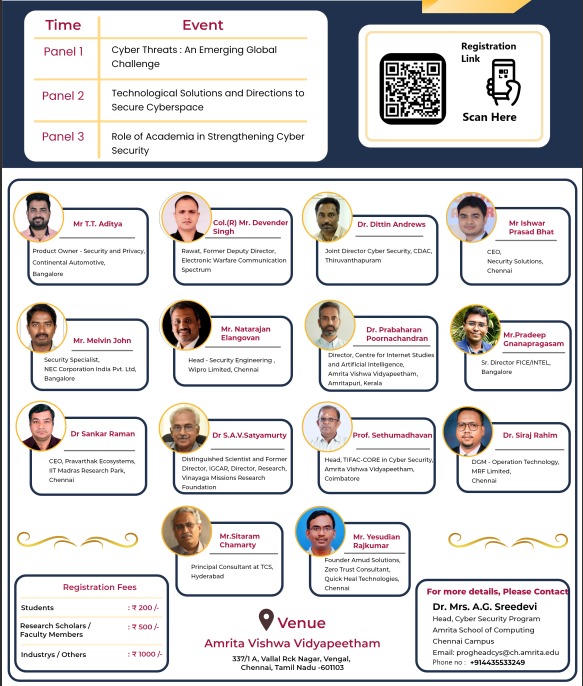 Time Event
Panel 1 Cyber Threats : An Emerging Global
Challenge
Panel 2 Technological Solutions and Directions to
Secure Cyberspace
Panel 3 Role of Academia in Strengthening Cyber
Security
Registration
Link
Scan Here
Mr T.T. Aditya
Product Owner - Security and Privacy,
Continental Automotive,
Bangalore
Col.(R) Mr. Devender
Singh
Rawat, Former Deputy Director,
Electronic Warfare Communication
Spectrum
Dr. Dittin Andrews
Joint Director Cyber Security, CDAC,
Thiruvanthapuram
Mr Ishwar
Prasad Bhat
CEO,
Necurity Solutions,
Chennai
Mr. Melvin John
Security Specialist,
NEC Corporation India Pvt. Ltd,
Bangalore
Mr. Natarajan
Elangovan
Head - Security Engineering ,
Wipro Limited, Chennai
Dr. Prabaharan
Poornachandran
Director, Centre for Internet Studies
and Artificial Intelligence,
Amrita Vishwa Vidyapeetham,
Amritapuri, Kerala
Mr.Pradeep
Gnanapragasam
Sr. Director FICE/INTEL,
Bangalore
Dr Sankar Raman
CEO, Pravartak Ecosystems,
IIT Madras Research Park,
Chennai
Dr S.A.V.Satyamurty
Distinguished Scientist and Former
Director, IGCAR, Director, Research,
Vinayaga Missions Research
Foundation
Prof. Sethumadhavan
Head, TIFAC-CORE in Cyber Security,
Amrita Vishwa Vidyapeetham,
Coimbatore
Dr. Siraj Rahim
DGM - Operation Technology,
MRF Limited,
Chennai
Mr.Sitaram
Chamarty
Principal Consultant at TCS,
Hyderabad
Mr. Yesudian
Rajkumar
Founder Amud Solutions,
Zero Trust Consultant,
Quick Heal Technologies,
Chennai
Registration Fees
Students : ₹ 200 /-
Research Scholars /
Faculty Members : ₹ 500 /-
Industrys / Others : ₹ 1000 /-
Venue
Amrita Vishwa Vidyapeetham
337/1 A, Vallal Rck Nagar, Vengal,
Chennai, Tamil Nadu -601103
For more details, Please Contact
Dr. Mrs. A.G. Sreedevi
Head, Cyber Security Program
Amrita School of Computing
Chennai Campus
Email: progheadcys@ch.amrita.edu
Phone no : +914435533249